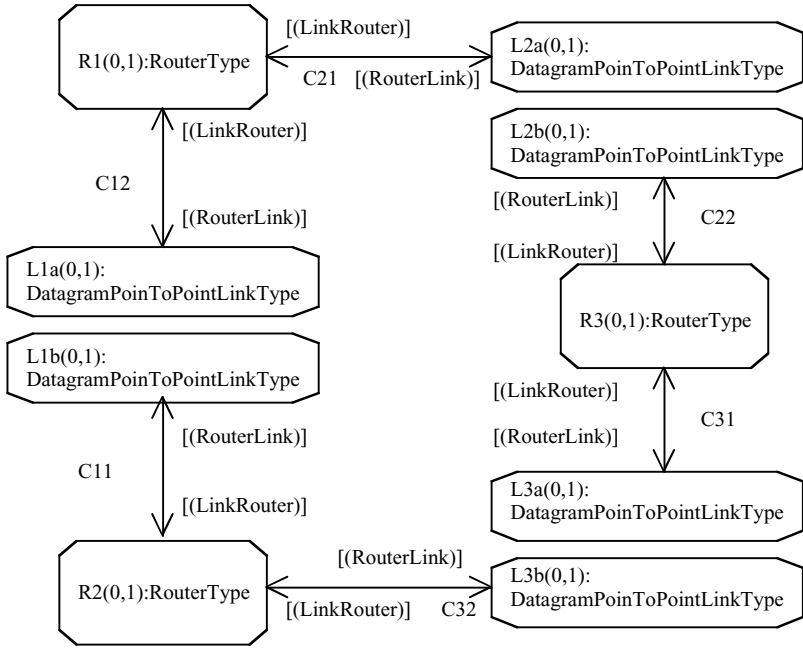 [(LinkRouter)]
R1(0,1):RouterType
C21
[(RouterLink)]
L2a(0,1):
DatagramPoinToPointLinkType
[(LinkRouter)]
C12
[(RouterLink)]
L2b(0,1):
DatagramPoinToPointLinkType
[(RouterLink)]
C22
[(LinkRouter)]
L1a(0,1):
DatagramPoinToPointLinkType
R3(0,1):RouterType
L1b(0,1):
DatagramPoinToPointLinkType
[(LinkRouter)]
C31
[(RouterLink)]
[(RouterLink)]
C11
[(LinkRouter)]
L3a(0,1):
DatagramPoinToPointLinkType
R2(0,1):RouterType
[(RouterLink)]
[(LinkRouter)]
C32
L3b(0,1):
DatagramPoinToPointLinkType